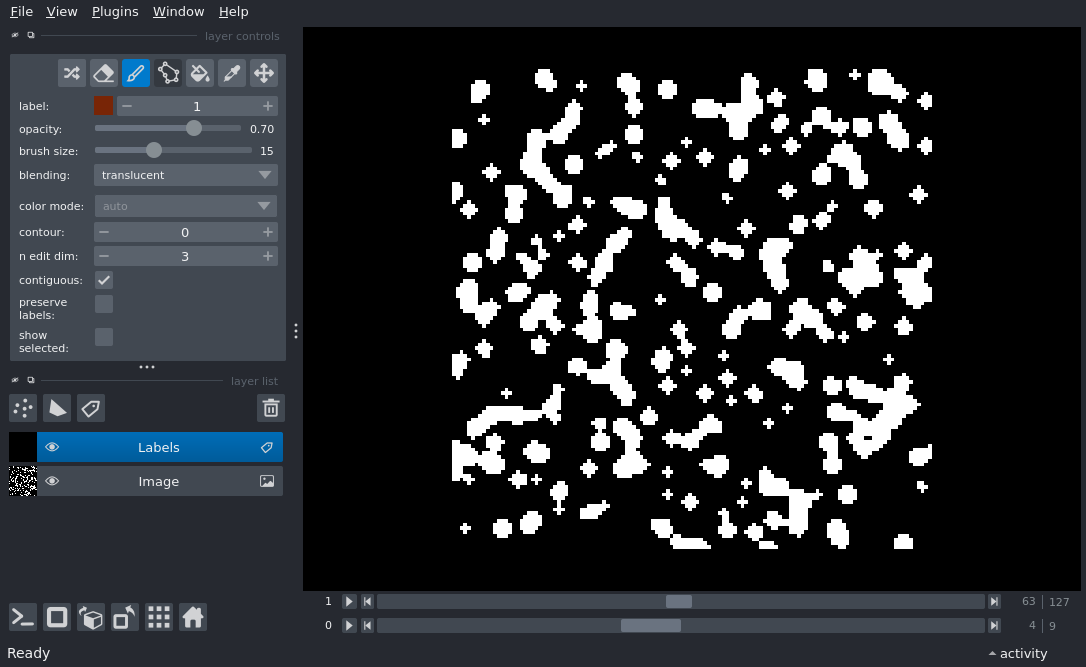 File View Plugins Window Help
layer controls
label: 1
opacity: 0.70
brush size: 15
blending: translucent
color mode: auto
contour: 0
n edit dim: 3
contiguous:
preserve
labels:
show
selected:
layer list
Labels
Image
1 63 127
0 4 9
Ready activity